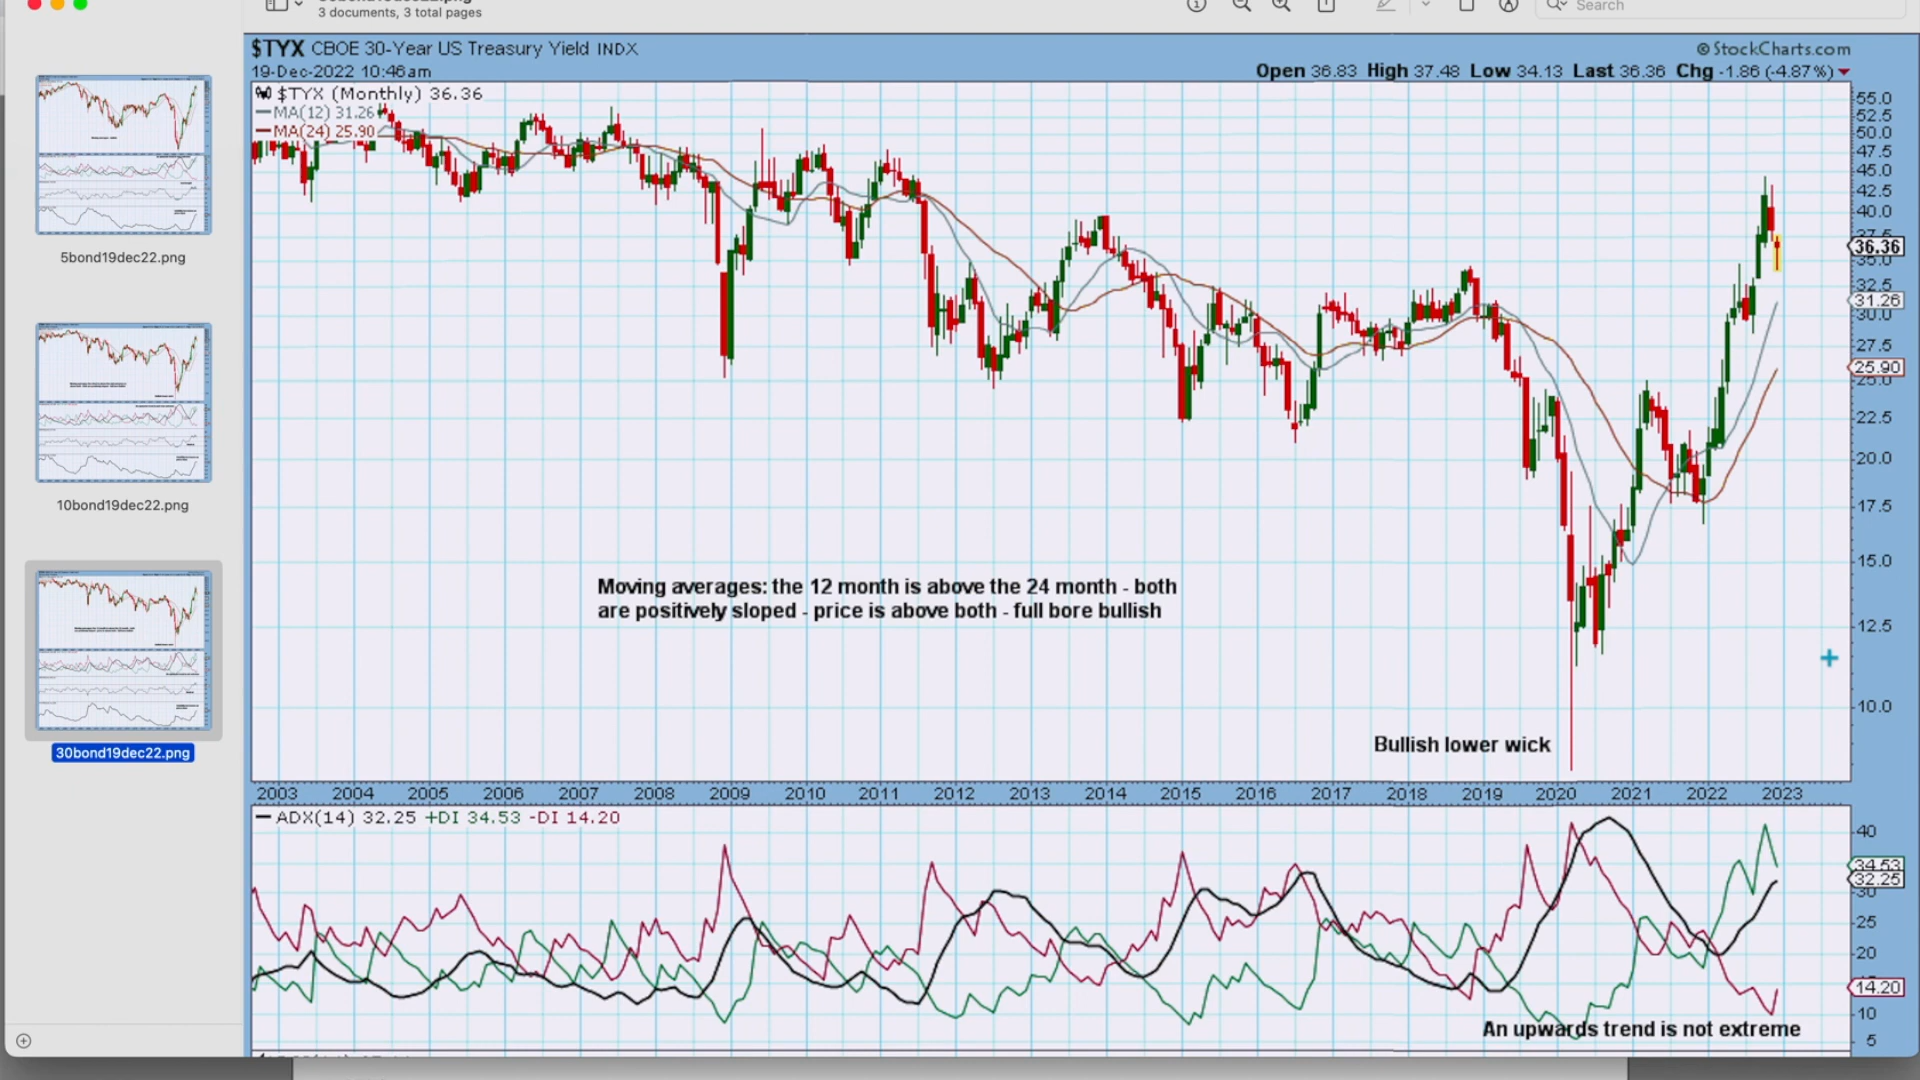 3 documents, 3 total pages
Search
5bond19dec22.png
10bond19dec22.png
30bond19dec22.png
$TYX CBOE 30-Year US Treasury Yield INDX
© StockCharts.com
19-Dec-2022 10:46am
Open 36.83 High 37.48 Low 34.13 Last 36.36 Chg -1.86 (-4.87%)
$TYX (Monthly) 36.36
MA(12) 31.26
MA(24) 25.90
55.0
52.5
50.0
47.5
45.0
42.5
40.0
37.5
36.36
35.0
32.5
31.26
30.0
27.5
25.90
25.0
22.5
20.0
17.5
15.0
12.5
10.0
Moving averages: the 12 month is above the 24 month - both
are positively sloped - price is above both - full bore bullish
Bullish lower wick
2003 2004 2005 2006 2007 2008 2009 2010 2011 2012 2013 2014 2015 2016 2017 2018 2019 2020 2021 2022 2023
ADX(14) 32.25 +DI 34.53 -DI 14.20
40
34.53
32.25
30
25
20
15
14.20
10
5
An upwards trend is not extreme